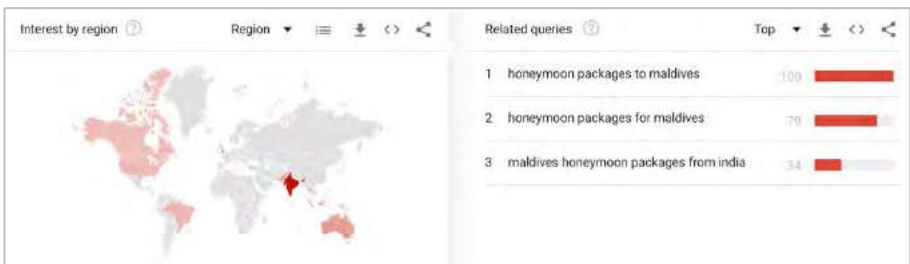 Interest by region
Region
Related queries
Top
1 honeymoon packages to maldives 100
2 honeymoon packages for maldives 79
3 maldives honeymoon packages from india 34